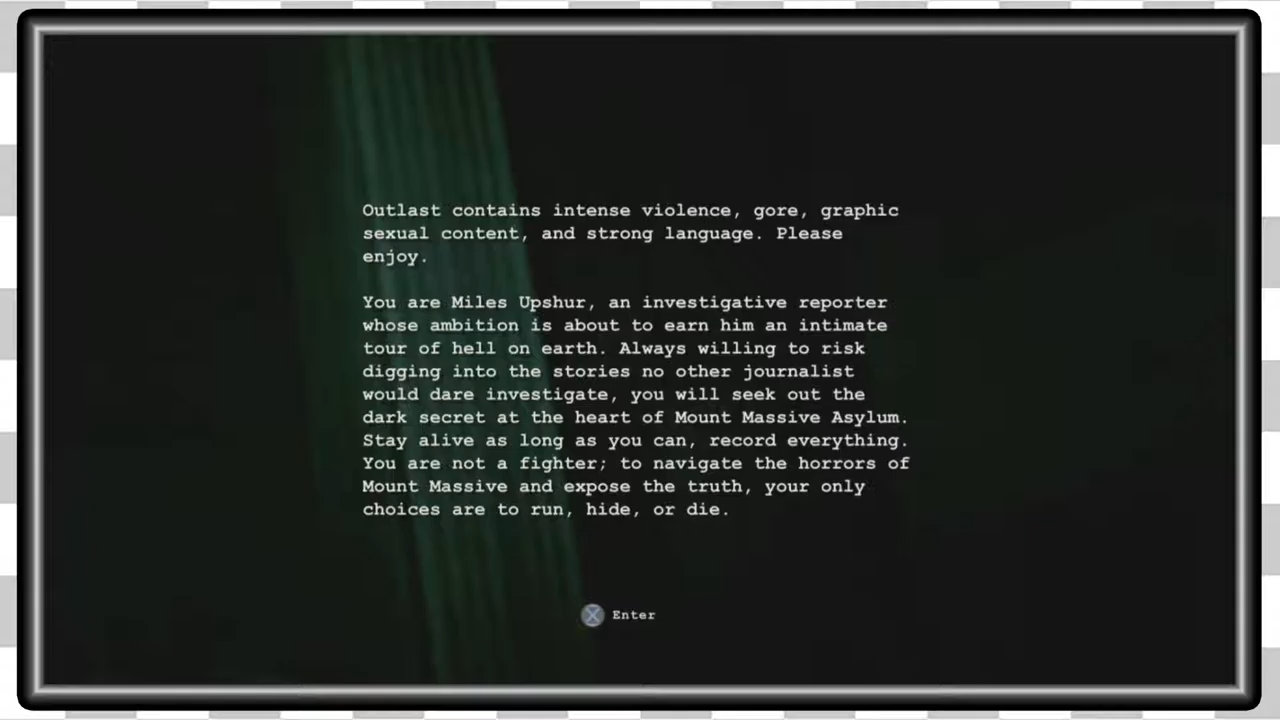 Outlast contains intense violence, gore, graphic
sexual content, and strong language. Please
enjoy.
You are Miles Upshur, an investigative reporter
whose ambition is about to earn him an intimate
tour of hell on earth. Always willing to risk
digging into the stories no other journalist
would dare investigate, you will seek out the
dark secret at the heart of Mount Massive Asylum.
Stay alive as long as you can, record everything.
You are not a fighter; to navigate the horrors of
Mount Massive and expose the truth, your only
choices are to run, hide, or die.
Enter